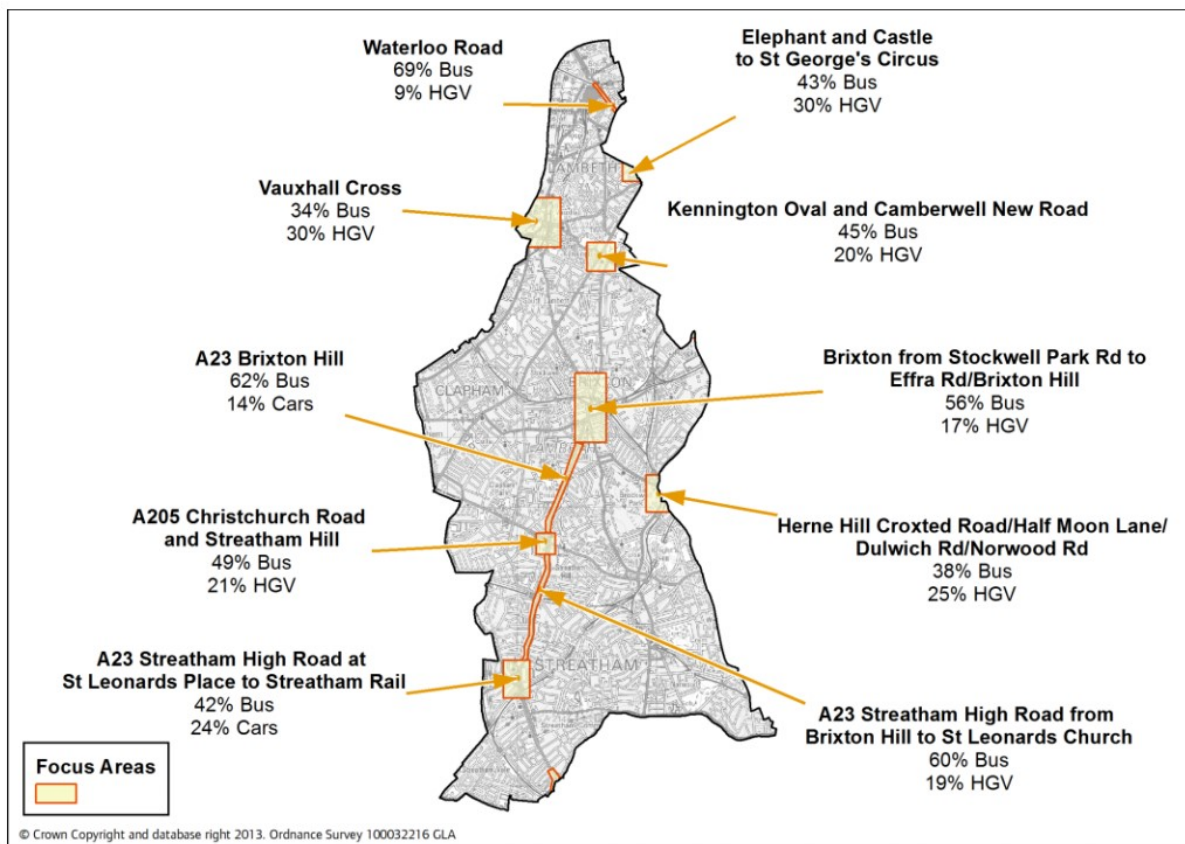 Waterloo Road
69% Bus
9% HGV
Elephant and Castle
to St George's Circus
43% Bus
30% HGV
Vauxhall Cross
34% Bus
30% HGV
Kennington Oval and Camberwell New Road
45% Bus
20% HGV
A23 Brixton Hill
62% Bus
14% Cars
Brixton from Stockwell Park Rd to
Effra Rd/Brixton Hill
56% Bus
17% HGV
A205 Christchurch Road
and Streatham Hill
49% Bus
21% HGV
Herne Hill Croxted Road/Half Moon Lane/
Dulwich Rd/Norwood Rd
38% Bus
25% HGV
A23 Streatham High Road at
St Leonards Place to Streatham Rail
42% Bus
24% Cars
A23 Streatham High Road from
Brixton Hill to St Leonards Church
60% Bus
19% HGV
CLAPHAM
BRIXTON
STREATHAM
Focus Areas
© Crown Copyright and database right 2013. Ordnance Survey 100032216 GLA